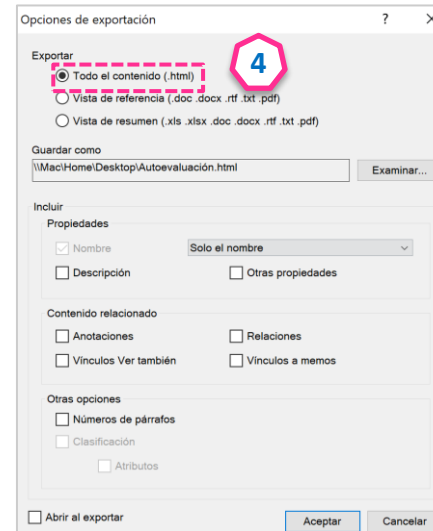 Opciones de exportación ? X
Exportar
Todo el contenido (.html)
4
Vista de referencia (.doc .docx .rtf .txt .pdf)
Vista de resumen (.xls .xlsx .doc .docx .rtf .txt .pdf)
Guardar como
\\Mac\Home\Desktop\Autoevaluación.html Examinar...
Incluir
Propiedades
Nombre Solo el nombre
Descripción Otras propiedades
Contenido relacionado
Anotaciones Relaciones
Vínculos Ver también Vínculos a memos
Otras opciones
Números de párrafos
Clasificación
Atributos
Abrir al exportar Aceptar Cancelar